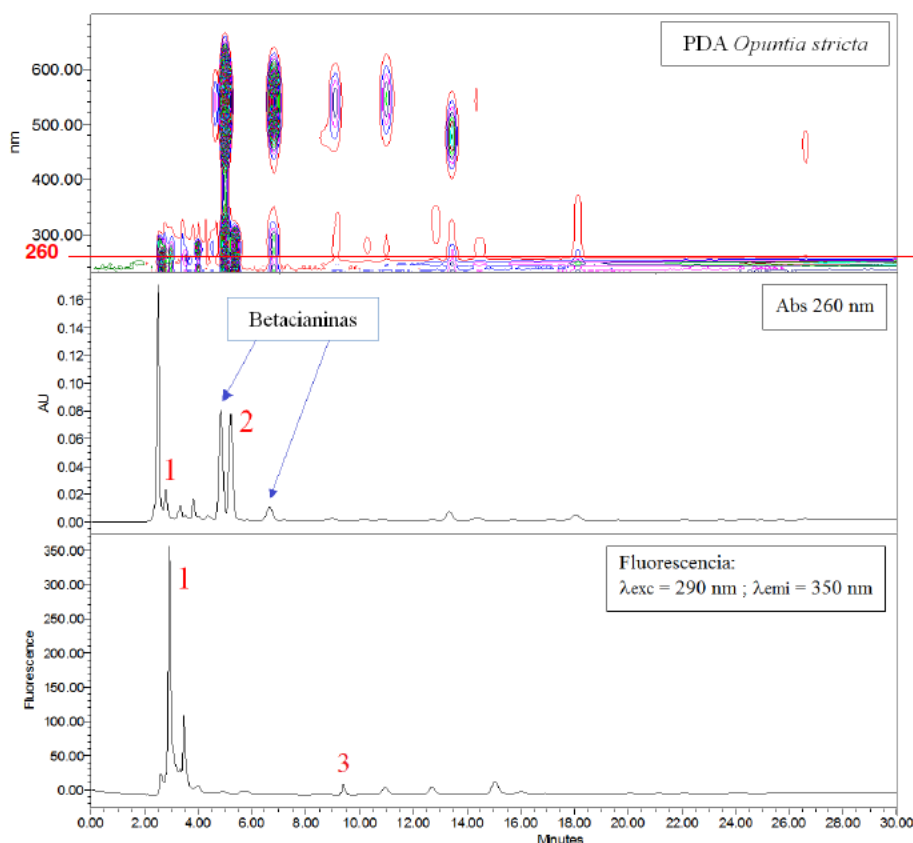 PDA Opuntia stricta
600.00
500.00
nm
400.00
300.00
260
Abs 260 nm
Betacianinas
0.16
0.14
0.12
0.10
AU
0.08
0.06
0.04
0.02
0.00
1
2
Fluorescencia:
λexc = 290 nm ; λemi = 350 nm
350.00
300.00
250.00
200.00
Fluorescence
150.00
100.00
50.00
0.00
1
3
0.00 2.00 4.00 6.00 8.00 10.00 12.00 14.00 16.00 18.00 20.00 22.00 24.00 26.00 28.00 30.00
Minutes